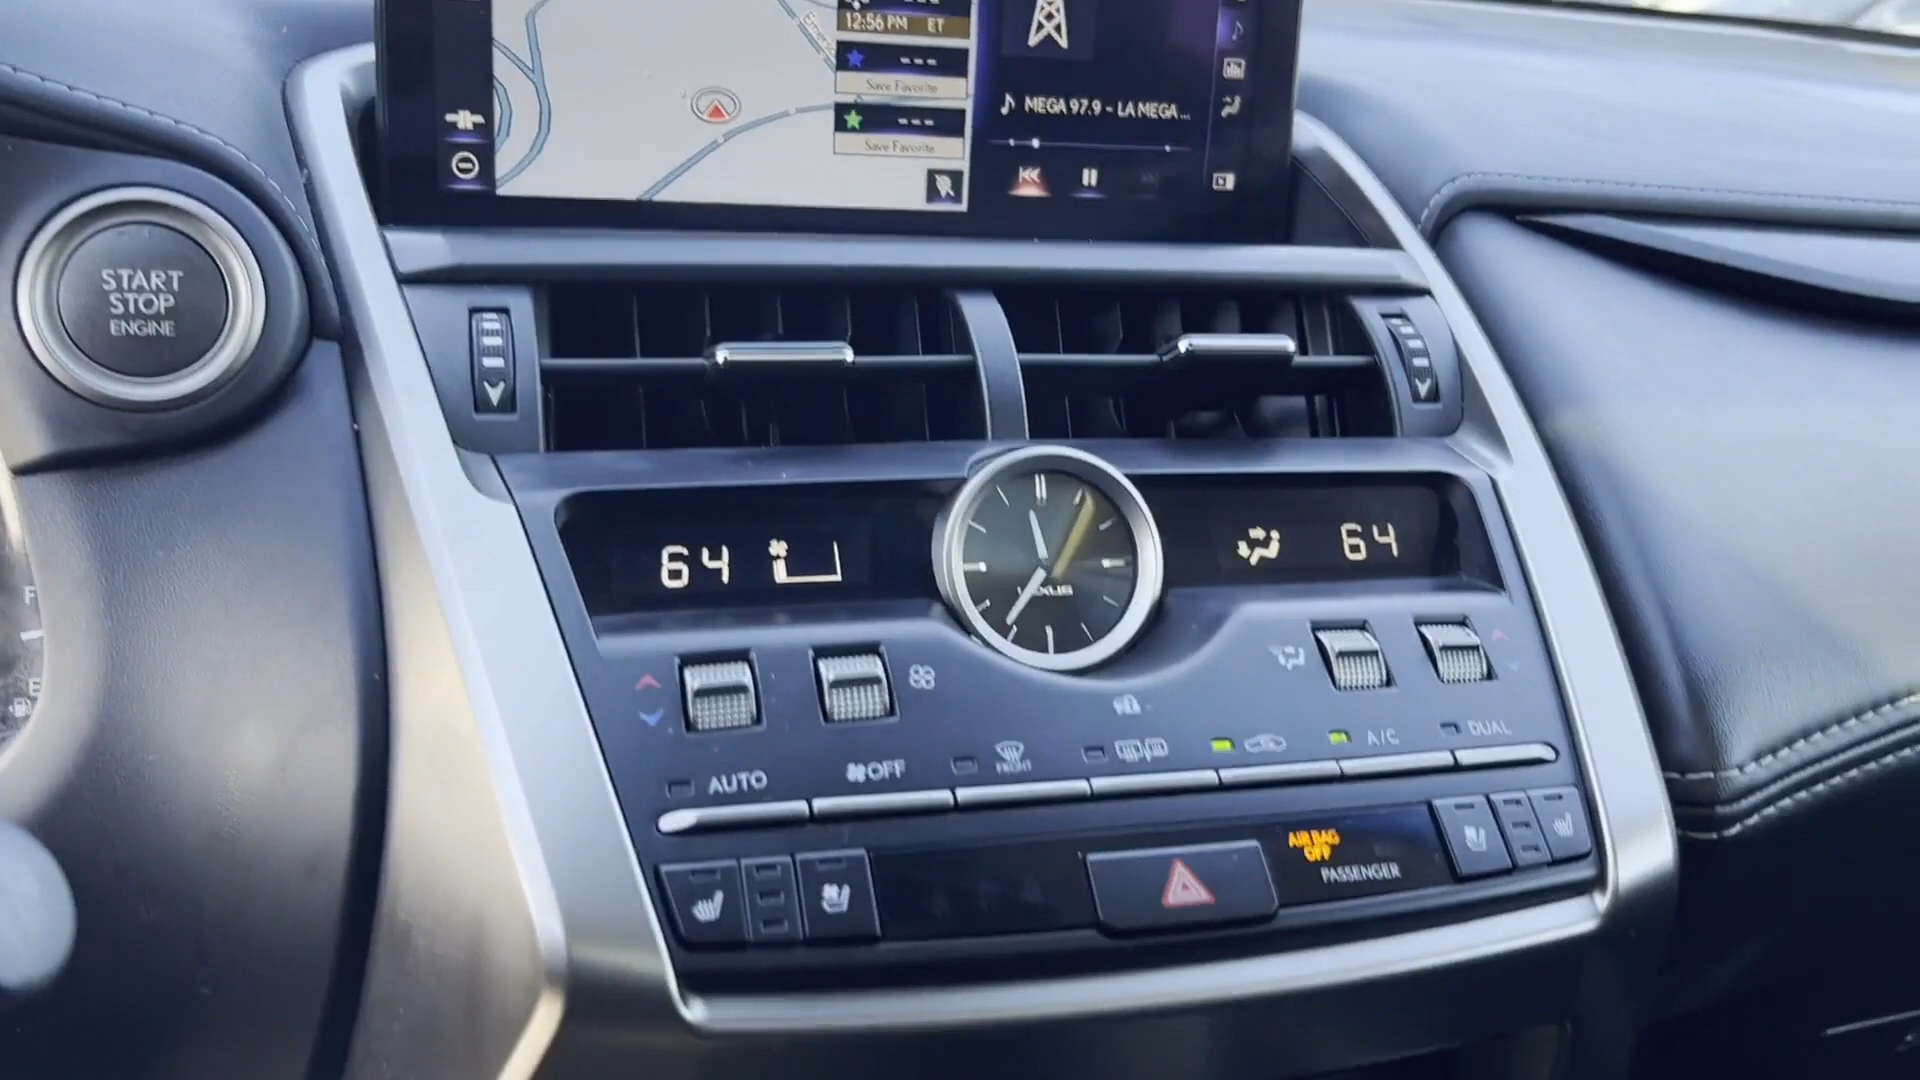 12:56 PM ET
---
Save Favorite
---
Save Favorite
MEGA 97.9 - LA MEGA...
START
STOP
ENGINE
64
64
LEXUS
F
E
AUTO
OFF
FRONT
A/C
DUAL
AIR BAG
OFF
PASSENGER